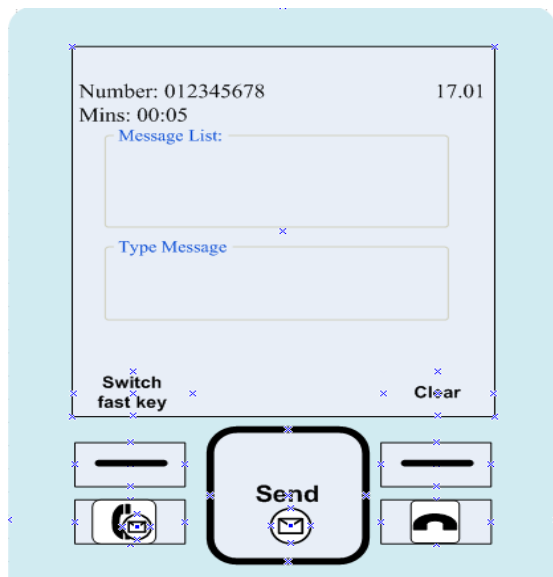 Number: 012345678 17.01
Mins: 00:05
Message List:
Type Message
Switch
fast key
Clear
Send